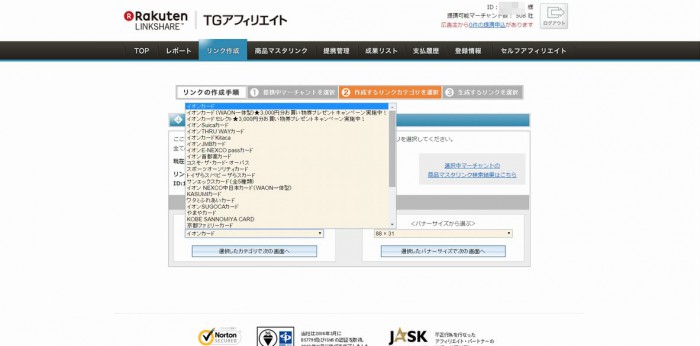 Rakuten
LINKSHARE
TGアフィリエイト
ID:
様
提携可能マーチャント数: 508 社
広告主から0件の提携申込があります
ログアウト
TOP レポート リンク作成 商品マスタリンク 提携管理 成果リスト 支払履歴 登録情報 セルフアフィリエイト
リンクの作成手順 1 提携中マーチャントを選択 2 作成するリンクカテゴリを選択 3 生成するリンクを選択
イオンカード
イオンカード(WAON一体型)★3,000円分お買い物券プレゼントキャンペーン実施中!
イオンカードセレクト★3,000円分お買い物券プレゼントキャンペーン実施中!
イオンSuicaカード
イオンTHRU WAYカード
イオンカードKitaca
イオンJMBカード
イオンE-NEXCO passカード
イオン首都高カード
コスモ・ザ・カード・オーパス
スポーツオーソリティカード
トイザらス・ベビーザらスカード
サンエックスカード(全5種類)
イオン NEXCO中日本カード(WAON一体型)
KASUMIカード
ワタミふれあいカード
イオンSUGOCAカード
やまやカード
KOBE SANNOMIYA CARD
京都ファミリーカード
を選択してください。
選択中マーチャントの
商品マスタリンク検索結果はこちら
現在
リン
ID:
<バナーサイズから選ぶ>
イオンカード
88 × 31
選択したカテゴリで次の画面へ
選択したバナーサイズで次の画面へ
Norton
SECURED
当社は2006年3月に
JASK
不正行為を行なった
アフィリエイト・パートナーの